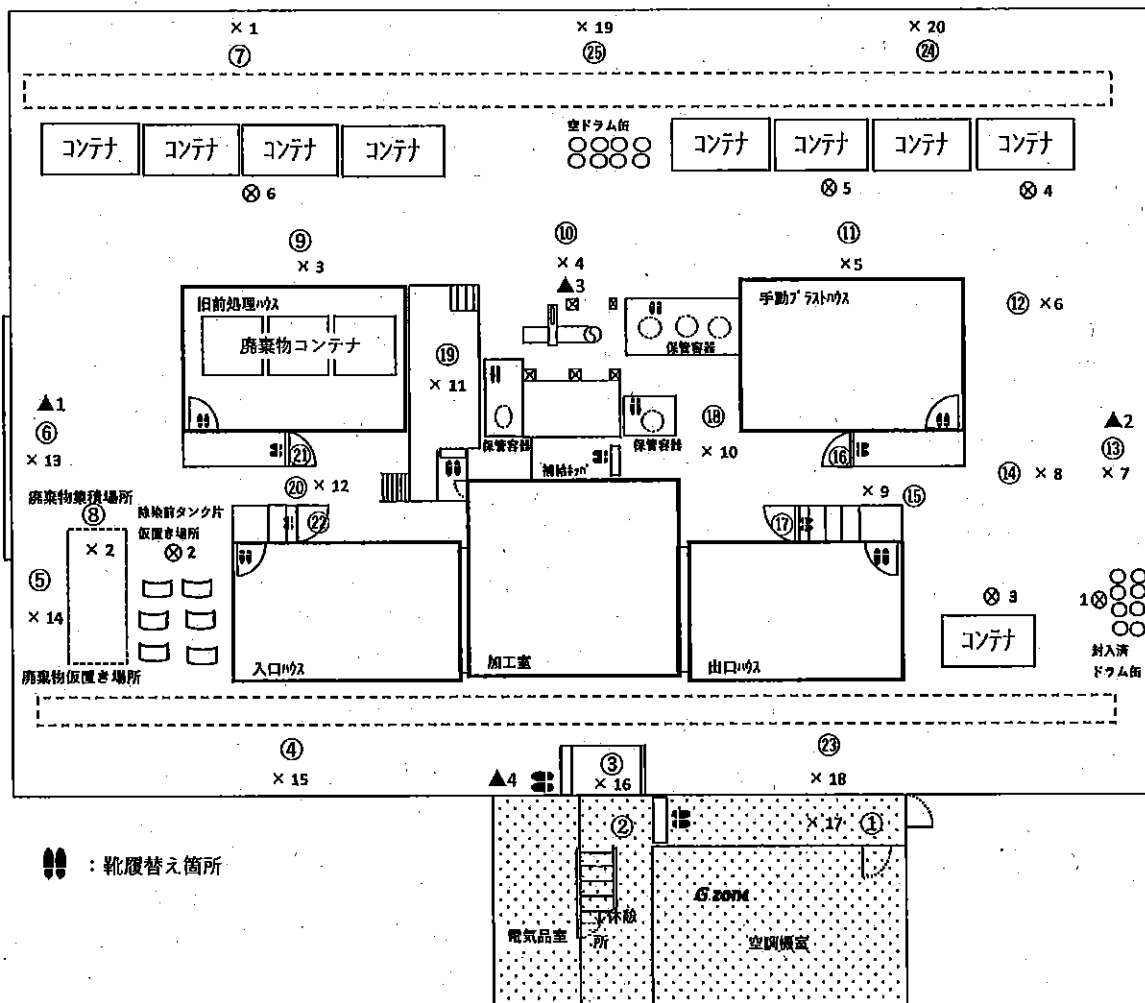 × 1
× 19
× 20
⑦
㉕
㉔
コンテナ
コンテナ
コンテナ
コンテナ
空ドラム缶
コンテナ
コンテナ
コンテナ
コンテナ
⊗ 6
⊗ 5
⊗ 4
⑨
⑩
⑪
× 3
× 4
×5
▲3
旧前処理ハウス
手動ブラストハウス
⑫ ×6
廃棄物コンテナ
⑲
保管容器
× 11
▲1
⑥
× 13
⑱
× 10
▲2
⑬
× 7
保管容器
保管容器
㉑
⑯
⑭ × 8
⑳ × 12
× 9 ⑮
廃棄物集積場所
⑧
× 2
除染前タンク片
仮置き場所
⊗ 2
㉒
⑰
⑤
× 14
⊗ 3
1⊗
コンテナ
封入済
ドラム缶
廃棄物仮置き場所
入口ハウス
加工室
出口ハウス
④
× 15
③
× 16
㉓
× 18
▲4
②
× 17 ①
:靴履替え箇所
G zone
休憩
所
電気品室
空調機室